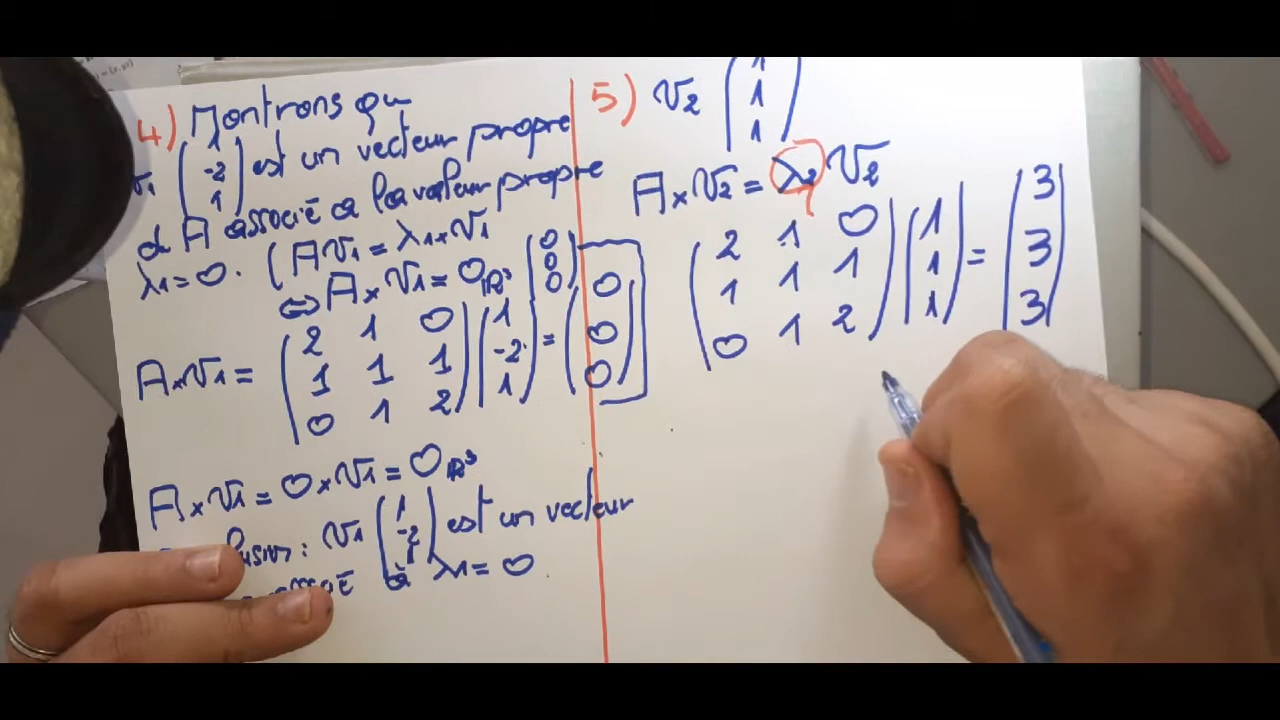 4) Montrons qu
V1 ( 1 -2 1 ) est un vecteur propre
d A associé à la valeur propre
λ1 = 0. ( A V1 = λ1 × V1
⇔ A × V1 = 0ℝ³ ( 0 0 0 )
A × V1 = ( 2 1 0
1 1 1
0 1 2 ) ( 1 -2 1 ) = ( 0 0 0 )
A × V1 = 0 × V1 = 0ℝ³
V1 ( 1 -2 1 ) est un vecteur
à λ1 = 0
5) V2 ( 1 1 1 )
A × V2 = λ2 V2
( 2 1 0
1 1 1
0 1 2 ) ( 1 1 1 ) = ( 3 3 3 )